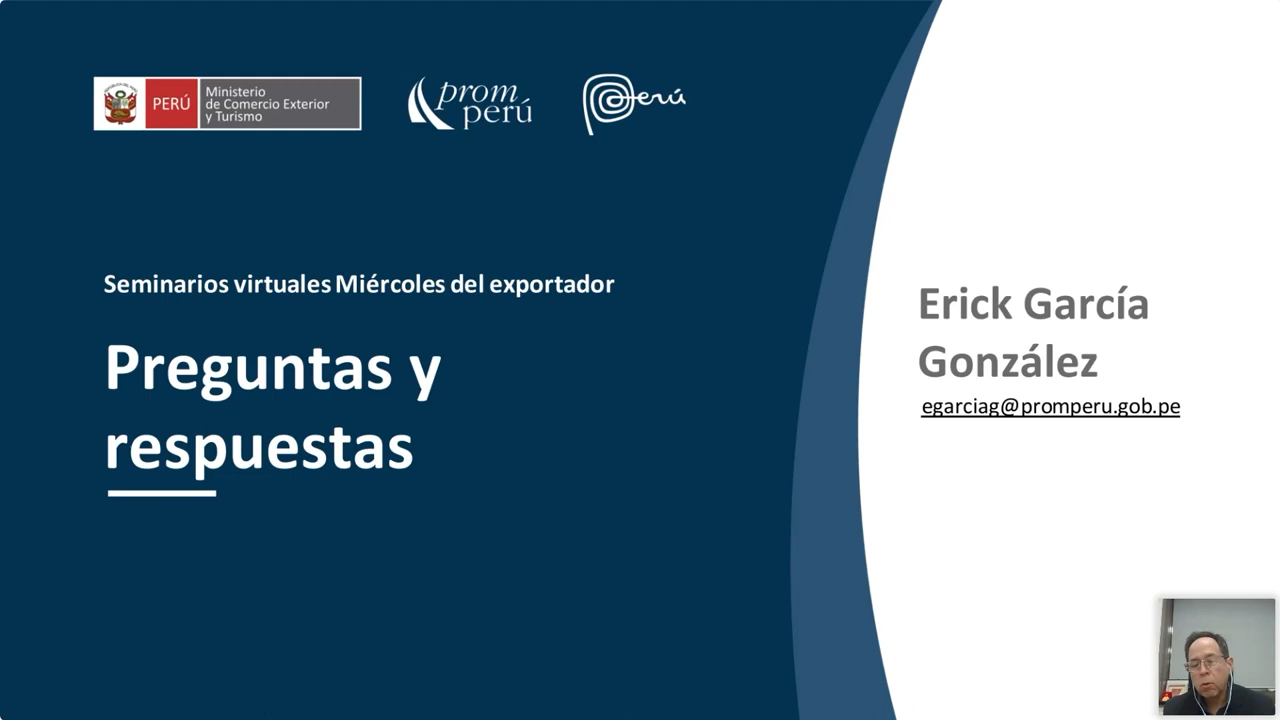 PERÚ
Ministerio
de Comercio Exterior
y Turismo
prom
perú
Perú
Seminarios virtuales Miércoles del exportador
Preguntas y
respuestas
Erick García
González
egarciag@promperu.gob.pe